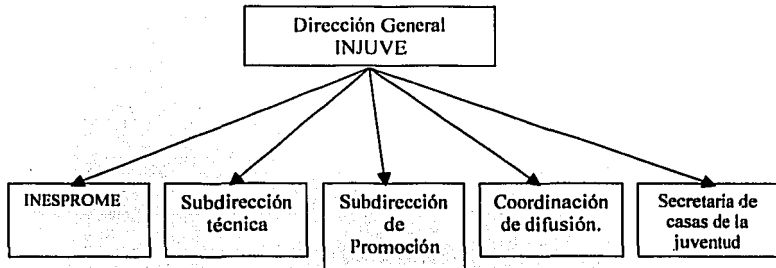 Dirección General
INJUVE
INESPROME
Subdirección
técnica
Subdirección
de
Promoción
Coordinación
de difusión.
Secretaria de
casas de la
juventud